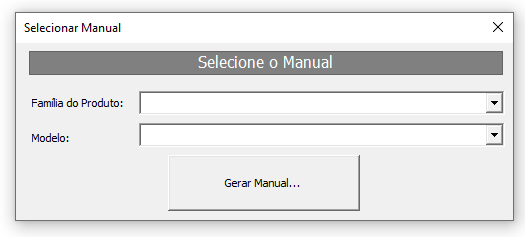 Selecionar Manual
Selecione o Manual
Família do Produto:
Modelo:
Gerar Manual...